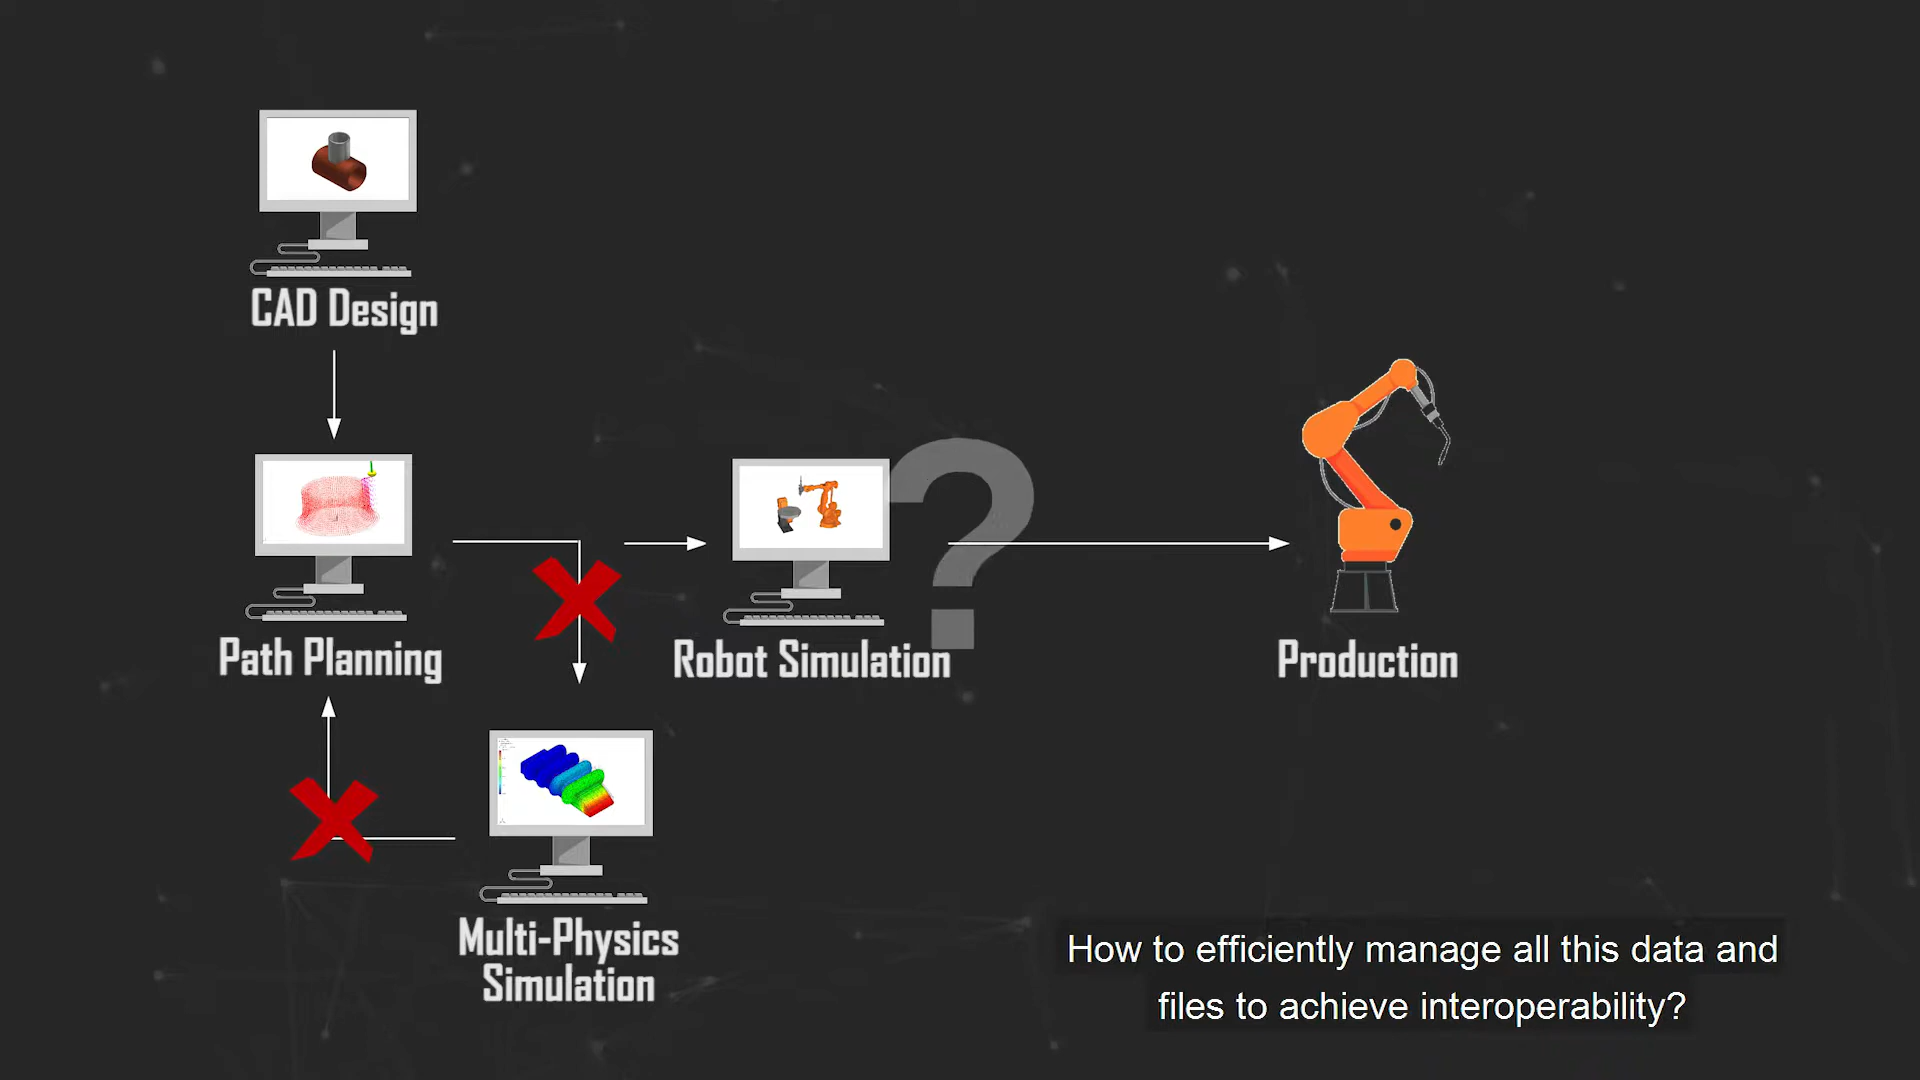 CAD Design
Path Planning
Robot Simulation
?
Production
Multi-Physics
Simulation
How to efficiently manage all this data and
files to achieve interoperability?